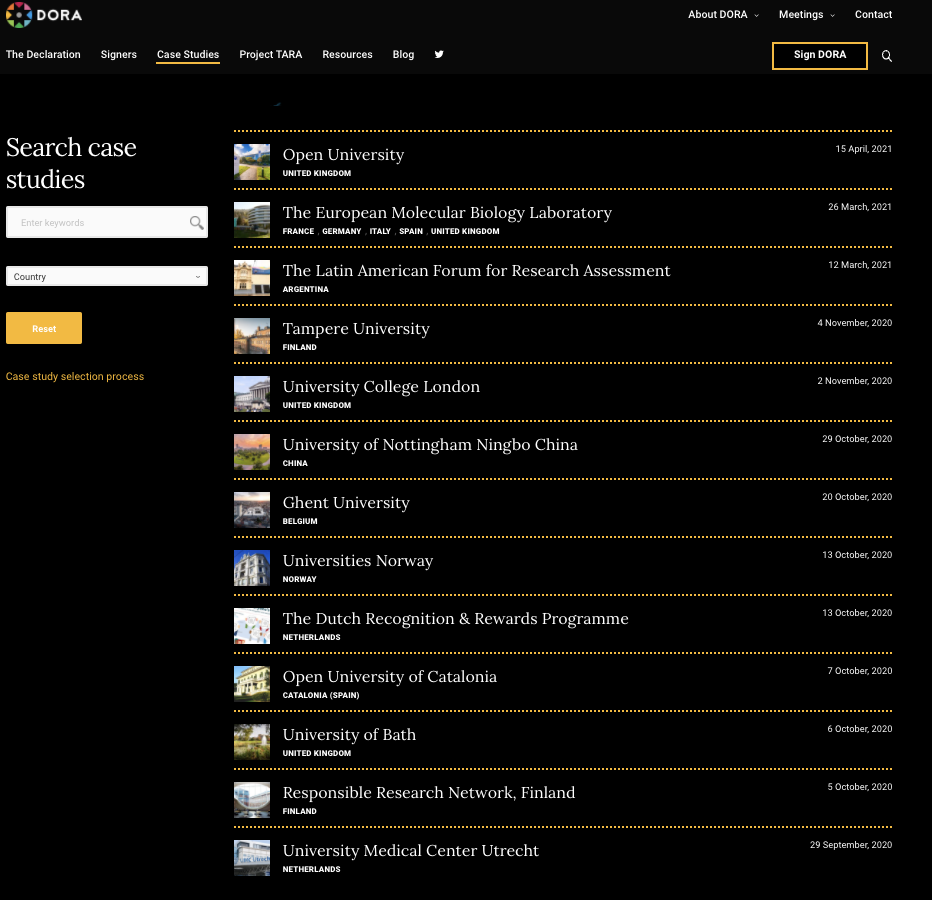 DORA
About DORA
Meetings
Contact
The Declaration
Signers
Case Studies
Project TARA
Resources
Blog
Sign DORA
Search case
studies
Enter keywords
Country
Reset
Case study selection process
Open University
15 April, 2021
UNITED KINGDOM
The European Molecular Biology Laboratory
26 March, 2021
FRANCE , GERMANY , ITALY , SPAIN , UNITED KINGDOM
The Latin American Forum for Research Assessment
12 March, 2021
ARGENTINA
Tampere University
4 November, 2020
FINLAND
University College London
2 November, 2020
UNITED KINGDOM
University of Nottingham Ningbo China
29 October, 2020
CHINA
Ghent University
20 October, 2020
BELGIUM
Universities Norway
13 October, 2020
NORWAY
The Dutch Recognition & Rewards Programme
13 October, 2020
NETHERLANDS
Open University of Catalonia
7 October, 2020
CATALONIA (SPAIN)
University of Bath
6 October, 2020
UNITED KINGDOM
Responsible Research Network, Finland
5 October, 2020
FINLAND
University Medical Center Utrecht
29 September, 2020
NETHERLANDS